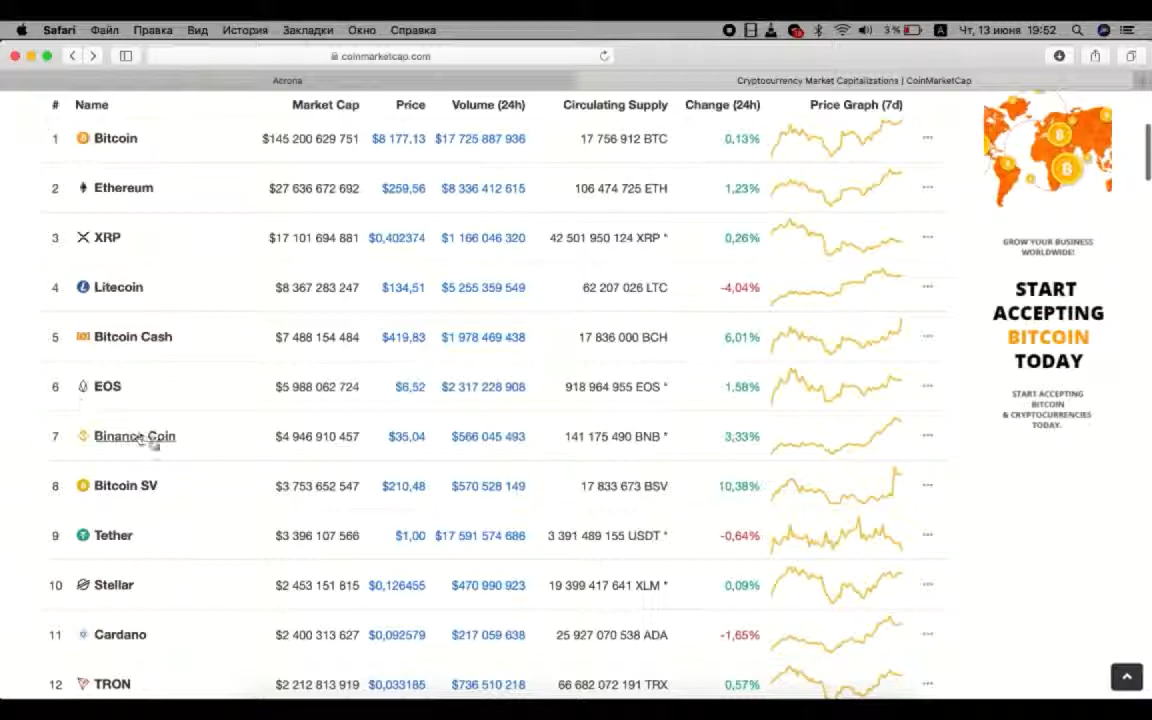 Safari Файл Правка Вид История Закладки Окно Справка 3 % Чт, 13 июня 19:52
coinmarketcap.com
Acrona Cryptocurrency Market Capitalizations | CoinMarketCap
# Name Market Cap Price Volume (24h) Circulating Supply Change (24h) Price Graph (7d)
1 Bitcoin $145 200 629 751 $8 177,13 $17 725 887 936 17 756 912 BTC 0,13%
2 Ethereum $27 636 672 692 $259,56 $8 336 412 615 106 474 725 ETH 1,23%
3 XRP $17 101 694 881 $0,402374 $1 166 046 320 42 501 950 124 XRP * 0,26%
4 Litecoin $8 367 283 247 $134,51 $5 255 359 549 62 207 026 LTC -4,04%
5 Bitcoin Cash $7 488 154 484 $419,83 $1 978 469 438 17 836 000 BCH 6,01%
6 EOS $5 988 062 724 $6,52 $2 317 228 908 918 964 955 EOS * 1,58%
7 Binance Coin $4 946 910 457 $35,04 $566 045 493 141 175 490 BNB * 3,33%
8 Bitcoin SV $3 753 652 547 $210,48 $570 528 149 17 833 673 BSV 10,38%
9 Tether $3 396 107 566 $1,00 $17 591 574 686 3 391 489 155 USDT * -0,64%
10 Stellar $2 453 151 815 $0,126455 $470 990 923 19 399 417 641 XLM * 0,09%
11 Cardano $2 400 313 627 $0,092579 $217 059 638 25 927 070 538 ADA -1,65%
12 TRON $2 212 813 919 $0,033185 $736 510 218 66 682 072 191 TRX 0,57%
GROW YOUR BUSINESS
WORLDWIDE!
START
ACCEPTING
BITCOIN
TODAY
START ACCEPTING
BITCOIN
& CRYPTOCURRENCIES
TODAY.